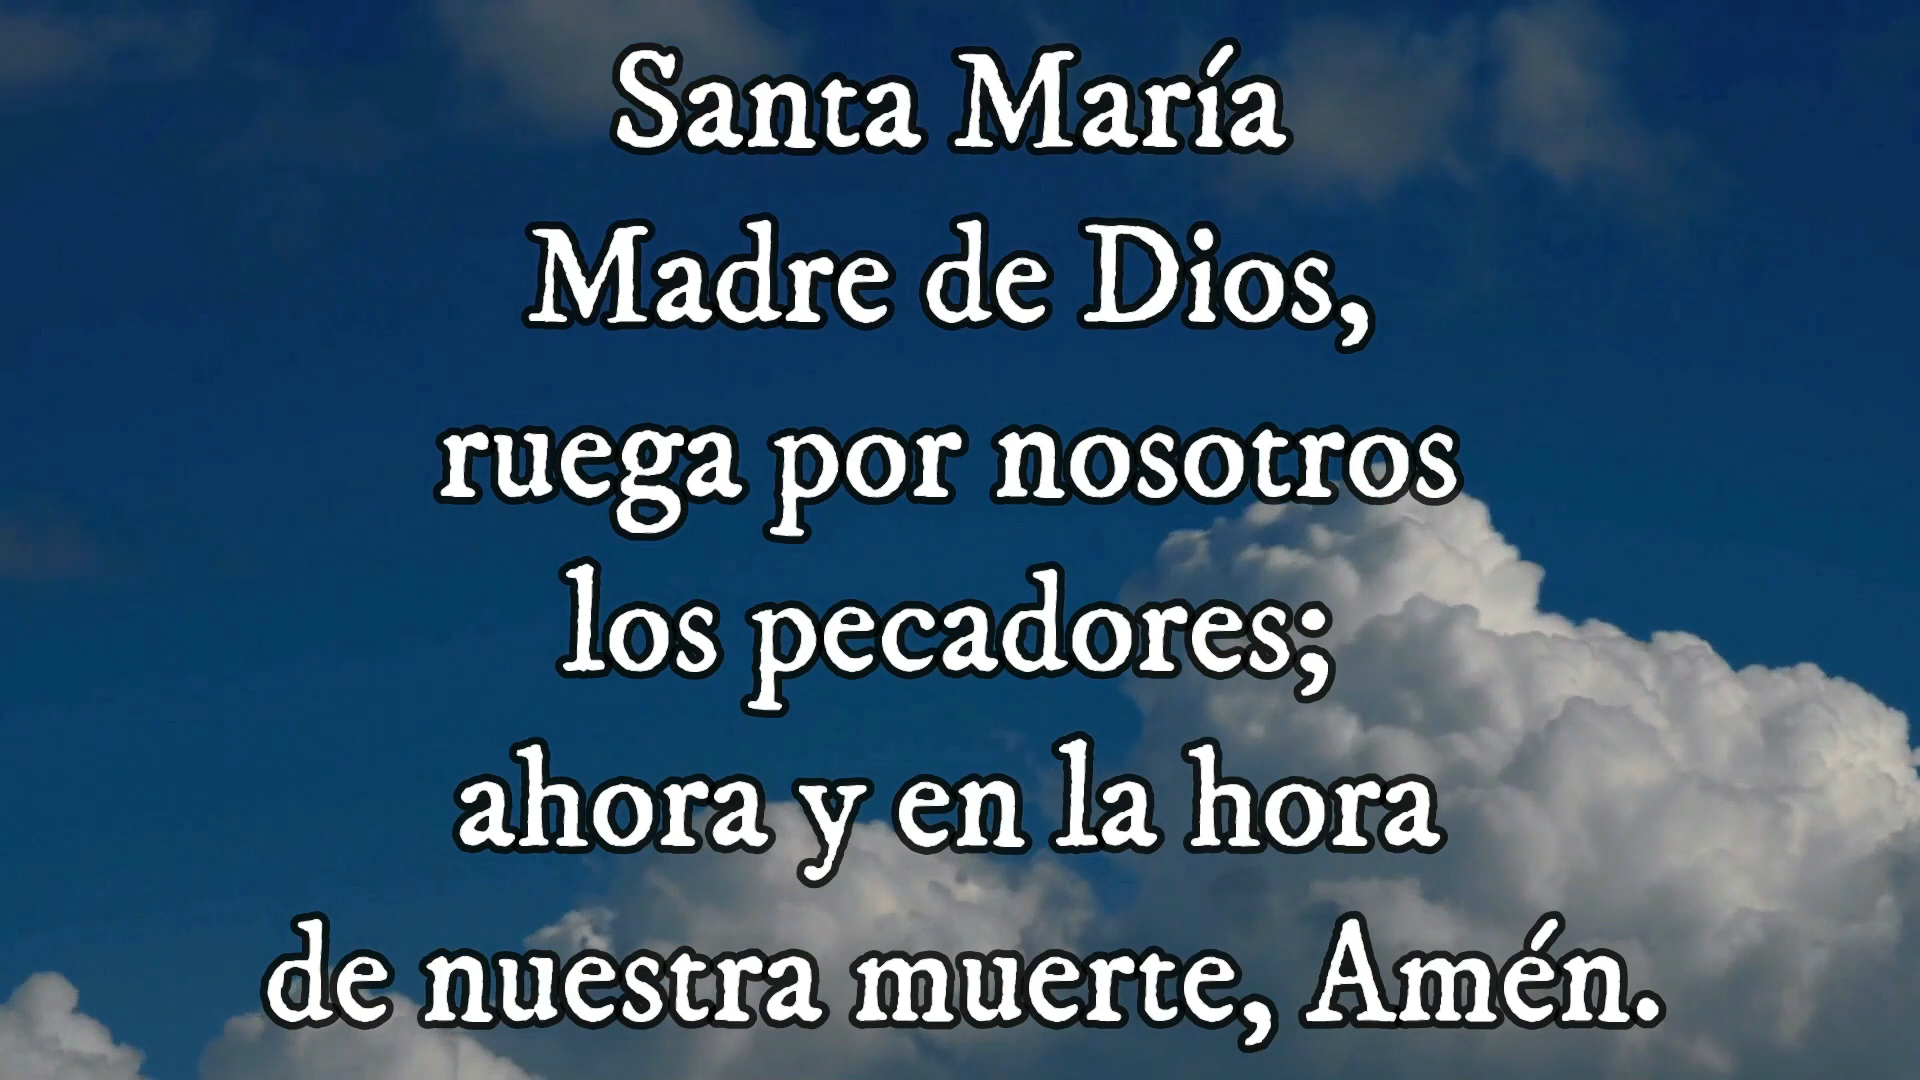 Santa María
Madre de Dios,
ruega por nosotros
los pecadores;
ahora y en la hora
de nuestra muerte, Amén.